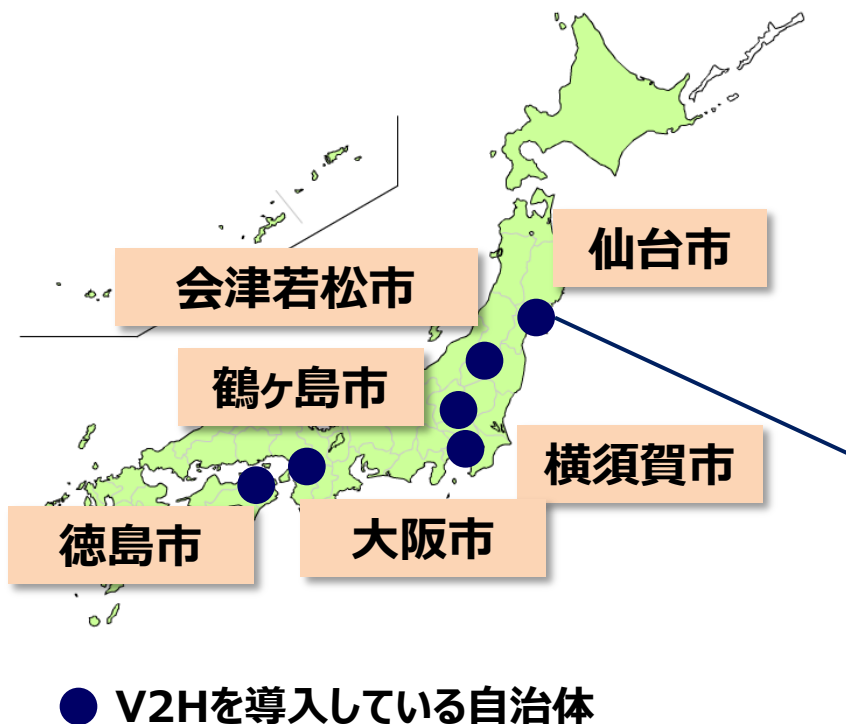 仙台市
会津若松市
鶴ヶ島市
横須賀市
大阪市
徳島市
V2Hを導入している自治体